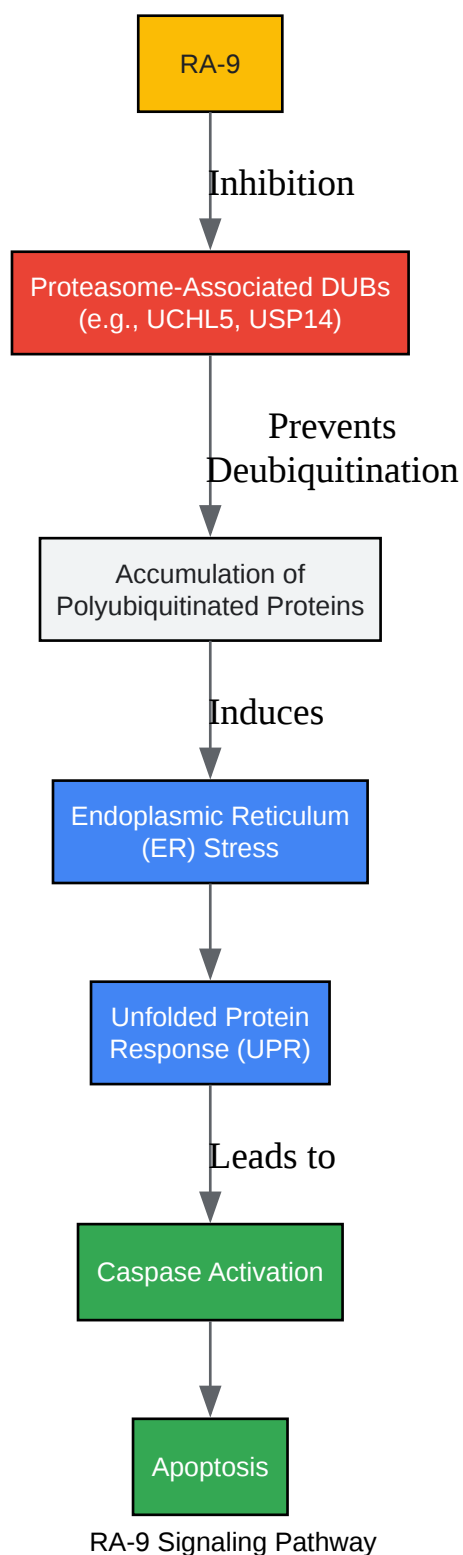 RA-9
Inhibition
Proteasome-Associated DUBs
(e.g., UCHL5, USP14)
Prevents
Deubiquitination
Accumulation of
Polyubiquitinated Proteins
Induces
Endoplasmic Reticulum
(ER) Stress
Unfolded Protein
Response (UPR)
Leads to
Caspase Activation
Apoptosis
RA-9 Signaling Pathway